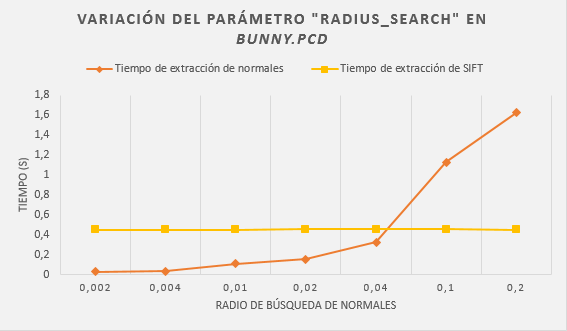 VARIACIÓN DEL PARÁMETRO "RADIUS_SEARCH" EN
BUNNY.PCD
Tiempo de extracción de normales
Tiempo de extracción de SIFT
1,8
1,6
1,4
1,2
1
0,8
0,6
0,4
0,2
0
TIEMPO (S)
0,002 0,004 0,01 0,02 0,04 0,1 0,2
RADIO DE BÚSQUEDA DE NORMALES